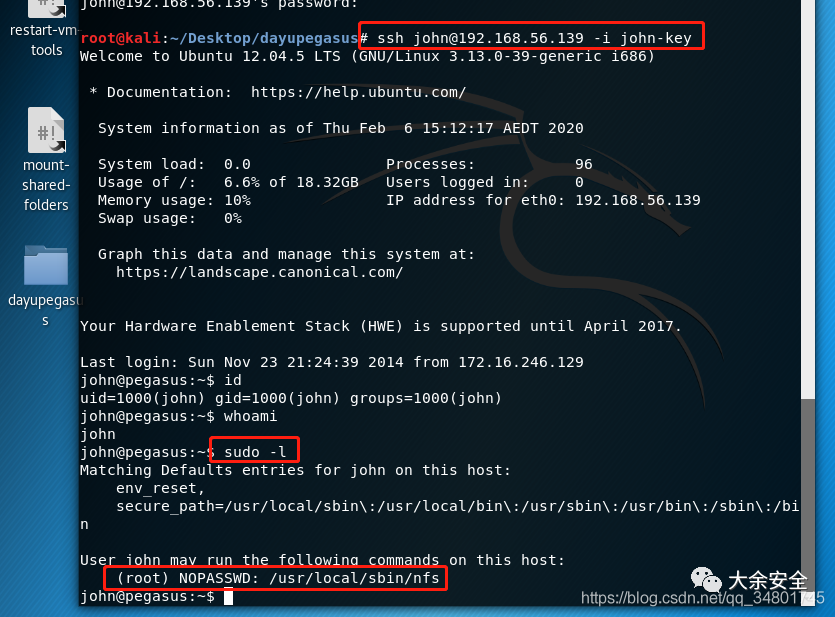 john@192.168.56.139's password:
restart-vm-
tools
root@kali:~/Desktop/dayupegasus# ssh john@192.168.56.139 -i john-key
Welcome to Ubuntu 12.04.5 LTS (GNU/Linux 3.13.0-39-generic i686)
* Documentation:  https://help.ubuntu.com/
System information as of Thu Feb  6 15:12:17 AEDT 2020
System load:  0.0               Processes:           96
Usage of /:   6.6% of 18.32GB   Users logged in:     0
Memory usage: 10%               IP address for eth0: 192.168.56.139
Swap usage:   0%
#!
mount-
shared-
folders
Graph this data and manage this system at:
https://landscape.canonical.com/
dayupegasu
s
Your Hardware Enablement Stack (HWE) is supported until April 2017.
Last login: Sun Nov 23 21:24:39 2014 from 172.16.246.129
john@pegasus:~$ id
uid=1000(john) gid=1000(john) groups=1000(john)
john@pegasus:~$ whoami
john
john@pegasus:~$ sudo -l
Matching Defaults entries for john on this host:
env_reset,
secure_path=/usr/local/sbin\:/usr/local/bin\:/usr/sbin\:/usr/bin\:/sbin\:/bi
n
User john may run the following commands on this host:
(root) NOPASSWD: /usr/local/sbin/nfs
john@pegasus:~$
大余安全
https://blog.csdn.net/qq_34801745